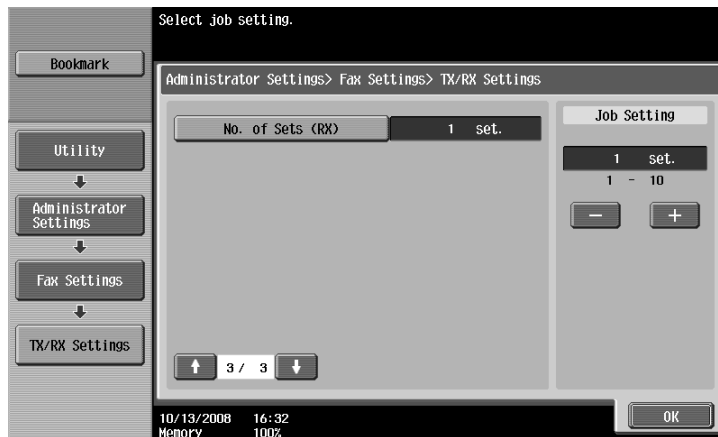 Select job setting.
Bookmark
Administrator Settings> Fax Settings> TX/RX Settings
No. of Sets (RX)
1 set.
Job Setting
1 set.
1 - 10
− +
Utility
Administrator
Settings
Fax Settings
TX/RX Settings
3/ 3
10/13/2008 16:32
Memory 100%
OK